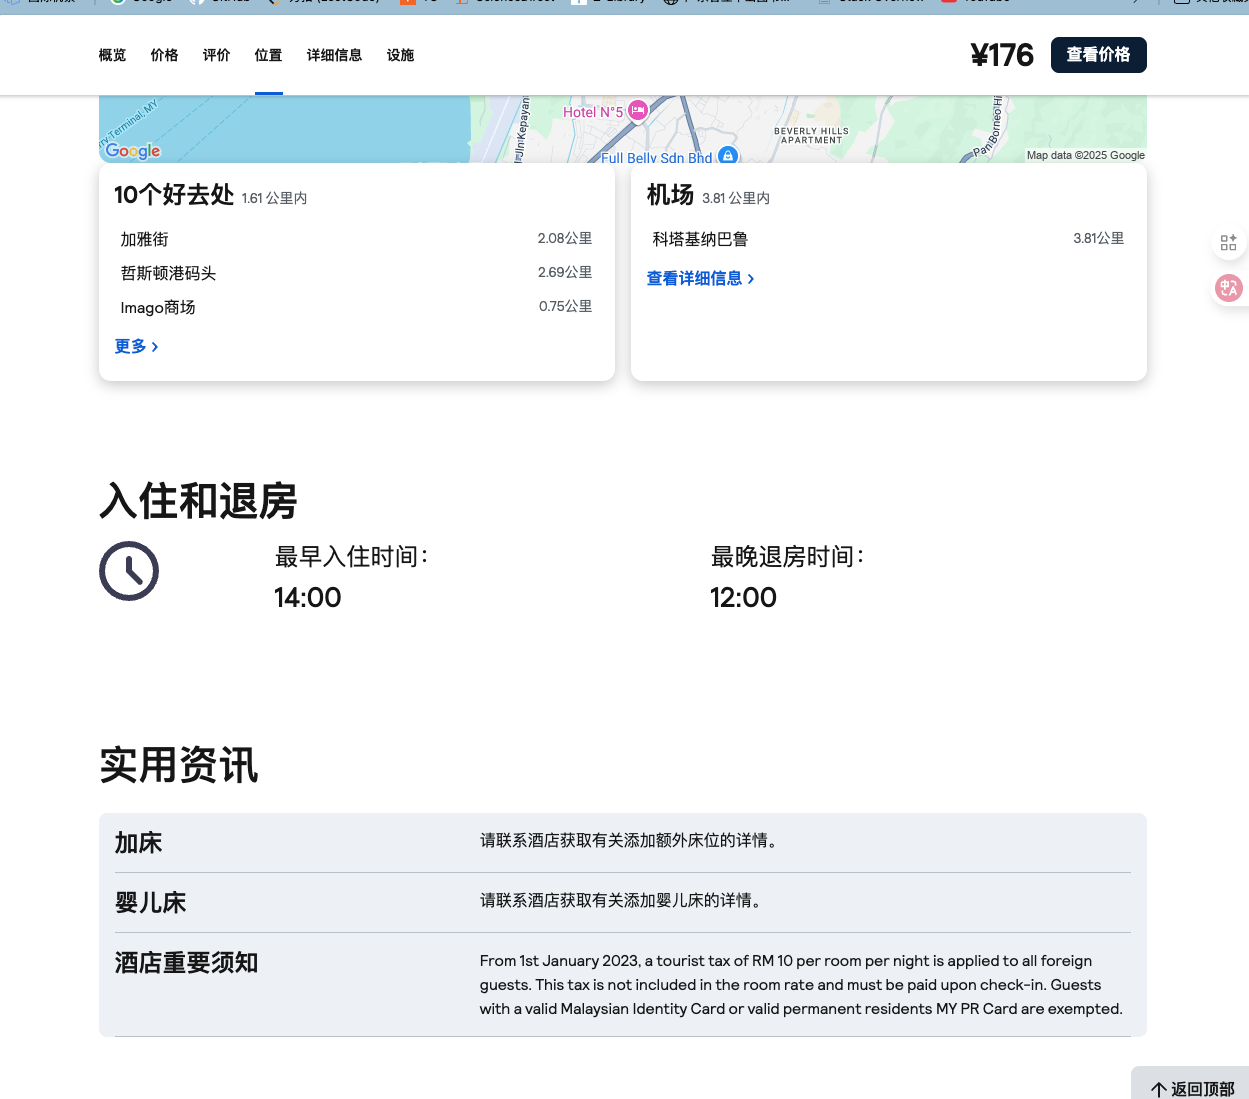 概览 价格 评价 位置 详细信息 设施 ¥176 查看价格
Terminal, MY
Jln Kepayan
Hotel N°5
BEVERLY HILLS
APARTMENT
Full Belly Sdn Bhd
Pan Borneo Hi
Google
Map data ©2025 Google
10个好去处 1.61 公里内
加雅街 2.08公里
哲斯顿港码头 2.69公里
Imago商场 0.75公里
更多 ›
机场 3.81 公里内
科塔基纳巴鲁 3.81公里
查看详细信息 ›
入住和退房
最早入住时间：
14:00
最晚退房时间：
12:00
实用资讯
加床 请联系酒店获取有关添加额外床位的详情。
婴儿床 请联系酒店获取有关添加婴儿床的详情。
酒店重要须知 From 1st January 2023, a tourist tax of RM 10 per room per night is applied to all foreign
guests. This tax is not included in the room rate and must be paid upon check-in. Guests
with a valid Malaysian Identity Card or valid permanent residents MY PR Card are exempted.
返回顶部